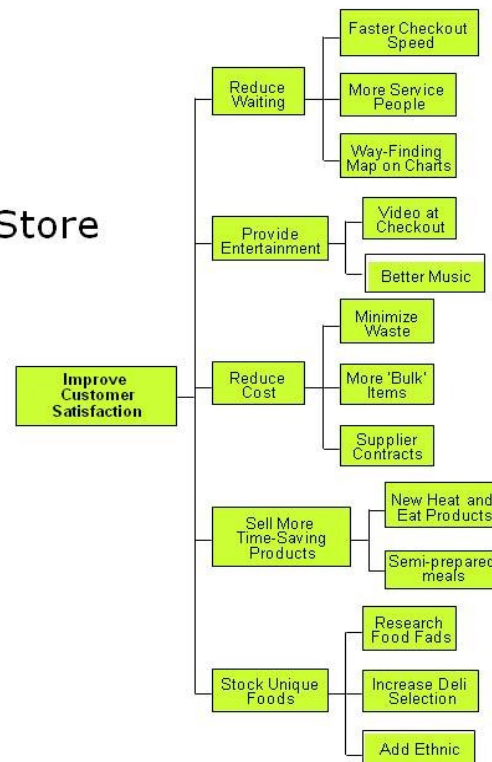 Store
Improve
Customer
Satisfaction
Reduce
Waiting
Faster Checkout
Speed
More Service
People
Way-Finding
Map on Charts
Provide
Entertainment
Video at
Checkout
Better Music
Reduce
Cost
Minimize
Waste
More 'Bulk'
Items
Supplier
Contracts
Sell More
Time-Saving
Products
New Heat and
Eat Products
Semi-prepared
meals
Stock Unique
Foods
Research
Food Fads
Increase Deli
Selection
Add Ethnic